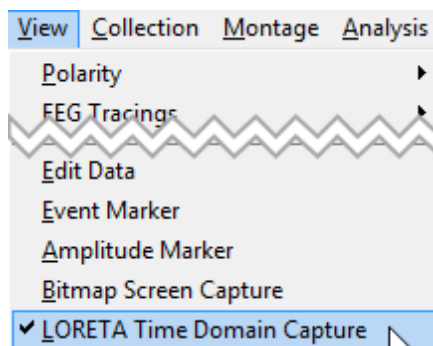 View Collection Montage Analysis
Polarity
EEG Tracings
Edit Data
Event Marker
Amplitude Marker
Bitmap Screen Capture
LORETA Time Domain Capture